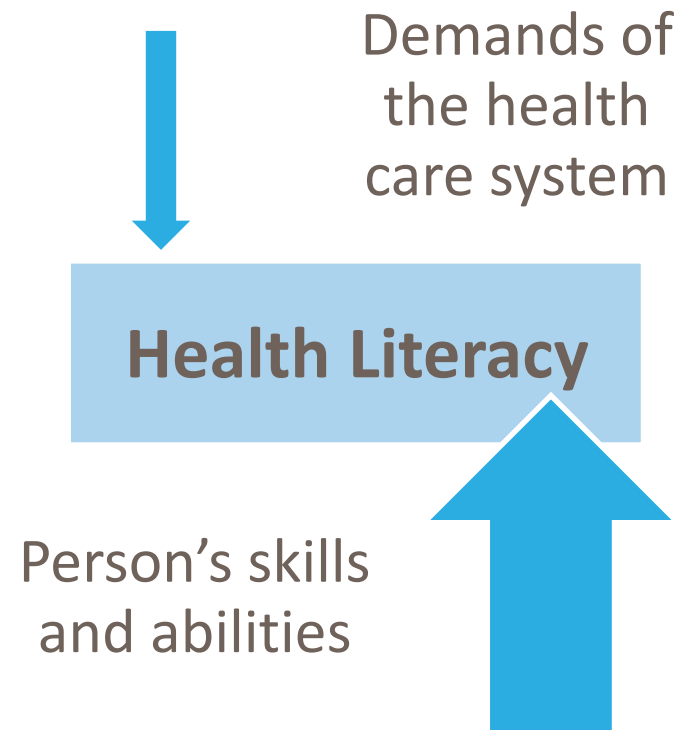 Demands of
the health
care system
Health Literacy
Person’s skills
and abilities